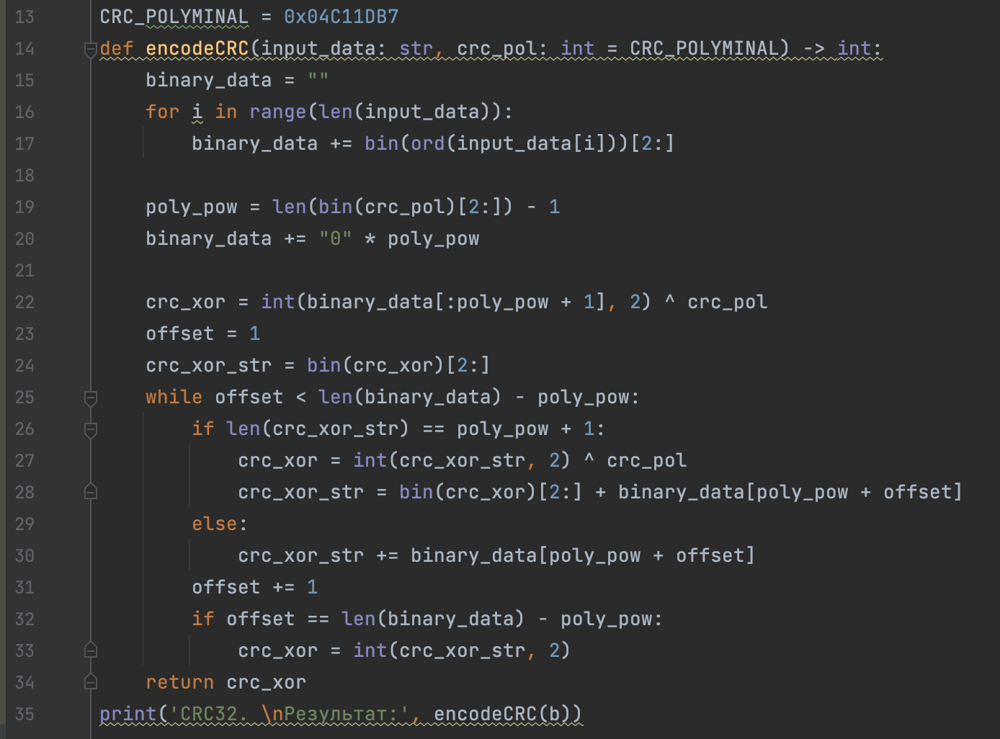 13 CRC_POLYMINAL = 0x04C11DB7
14 def encodeCRC(input_data: str, crc_pol: int = CRC_POLYMINAL) -> int:
15     binary_data = ""
16     for i in range(len(input_data)):
17         binary_data += bin(ord(input_data[i]))[2:]
18
19     poly_pow = len(bin(crc_pol)[2:]) - 1
20     binary_data += "0" * poly_pow
21
22     crc_xor = int(binary_data[:poly_pow + 1], 2) ^ crc_pol
23     offset = 1
24     crc_xor_str = bin(crc_xor)[2:]
25     while offset < len(binary_data) - poly_pow:
26         if len(crc_xor_str) == poly_pow + 1:
27             crc_xor = int(crc_xor_str, 2) ^ crc_pol
28             crc_xor_str = bin(crc_xor)[2:] + binary_data[poly_pow + offset]
29         else:
30             crc_xor_str += binary_data[poly_pow + offset]
31         offset += 1
32         if offset == len(binary_data) - poly_pow:
33             crc_xor = int(crc_xor_str, 2)
34     return crc_xor
35 print('CRC32. \nРезультат:', encodeCRC(b))